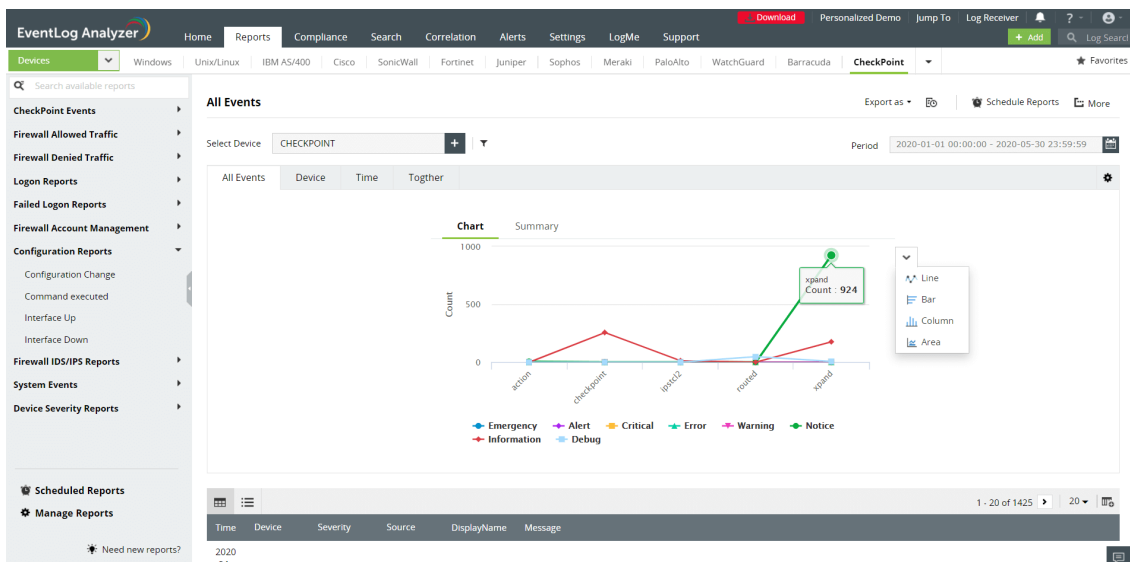 Download Personalized Demo Jump To Log Receiver ?
EventLog Analyzer
Home Reports Compliance Search Correlation Alerts Settings LogMe Support
+ Add Log Search
Devices Windows Unix/Linux IBM AS/400 Cisco SonicWall Fortinet Juniper Sophos Meraki PaloAlto WatchGuard Barracuda CheckPoint Favorites
Search available reports
CheckPoint Events
Firewall Allowed Traffic
Firewall Denied Traffic
Logon Reports
Failed Logon Reports
Firewall Account Management
Configuration Reports
Configuration Change
Command executed
Interface Up
Interface Down
Firewall IDS/IPS Reports
System Events
Device Severity Reports
Scheduled Reports
Manage Reports
Need new reports?
All Events
Export as Schedule Reports More
Select Device CHECKPOINT +
Period 2020-01-01 00:00:00 - 2020-05-30 23:59:59
All Events Device Time Togther
Chart Summary
1000
500
0
Count
xpand
Count : 924
action checkpoint ipstcl2 routed xpand
Emergency Alert Critical Error Warning Notice
Information Debug
Line
Bar
Column
Area
1 - 20 of 1425 20
Time Device Severity Source DisplayName Message
2020